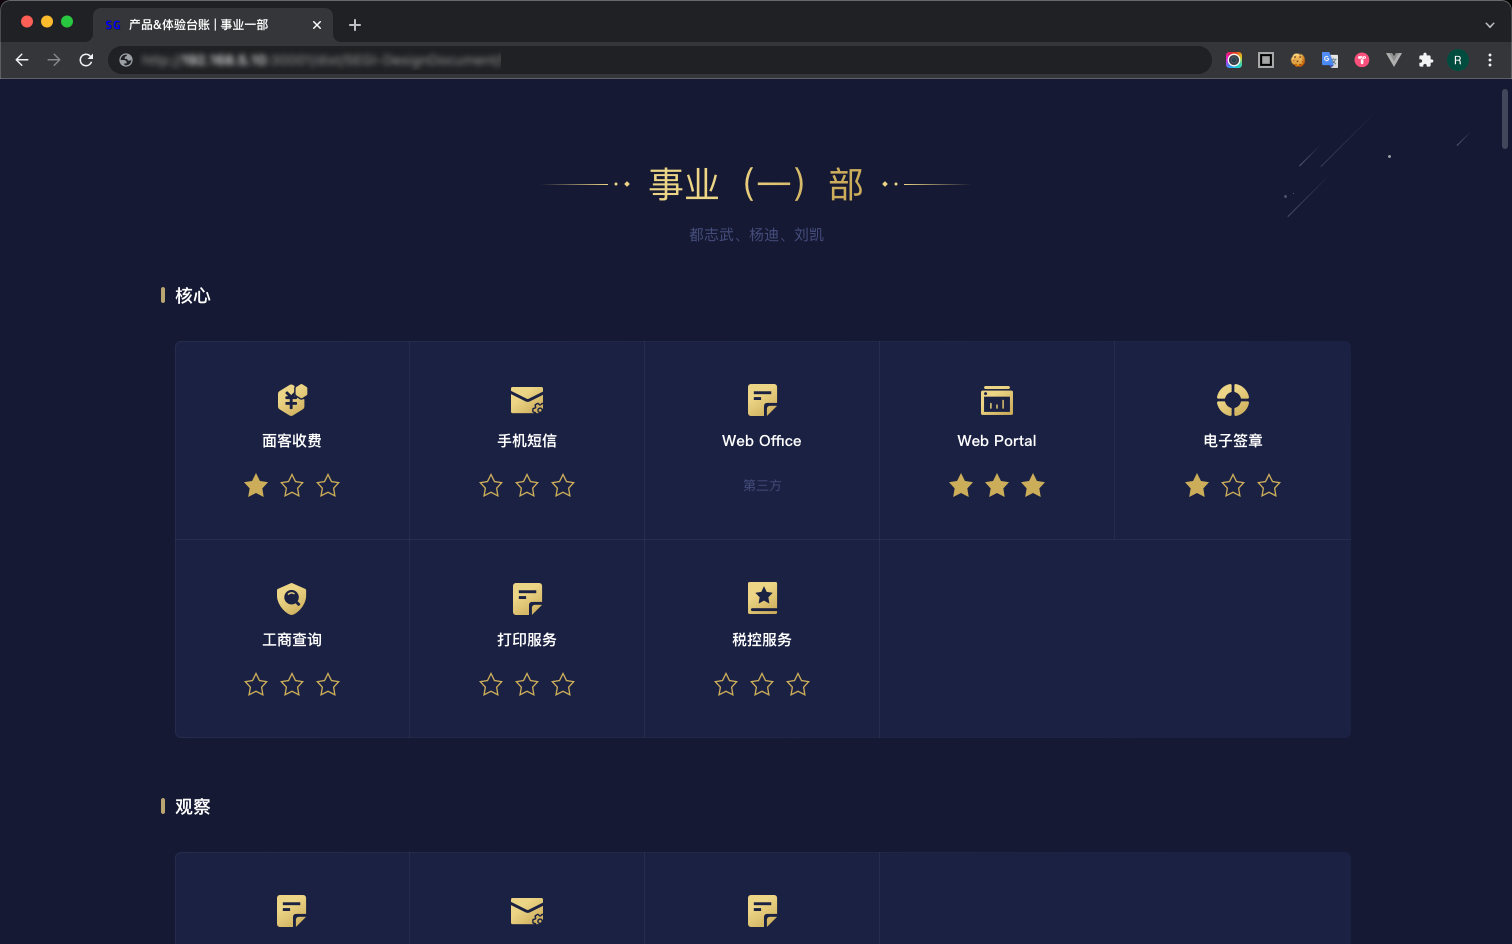 SG 产品&体验台账 | 事业一部
R
事业（一）部
都志武、杨迪、刘凯
核心
面客收费
手机短信
Web Office
Web Portal
电子签章
第三方
工商查询
打印服务
税控服务
观察